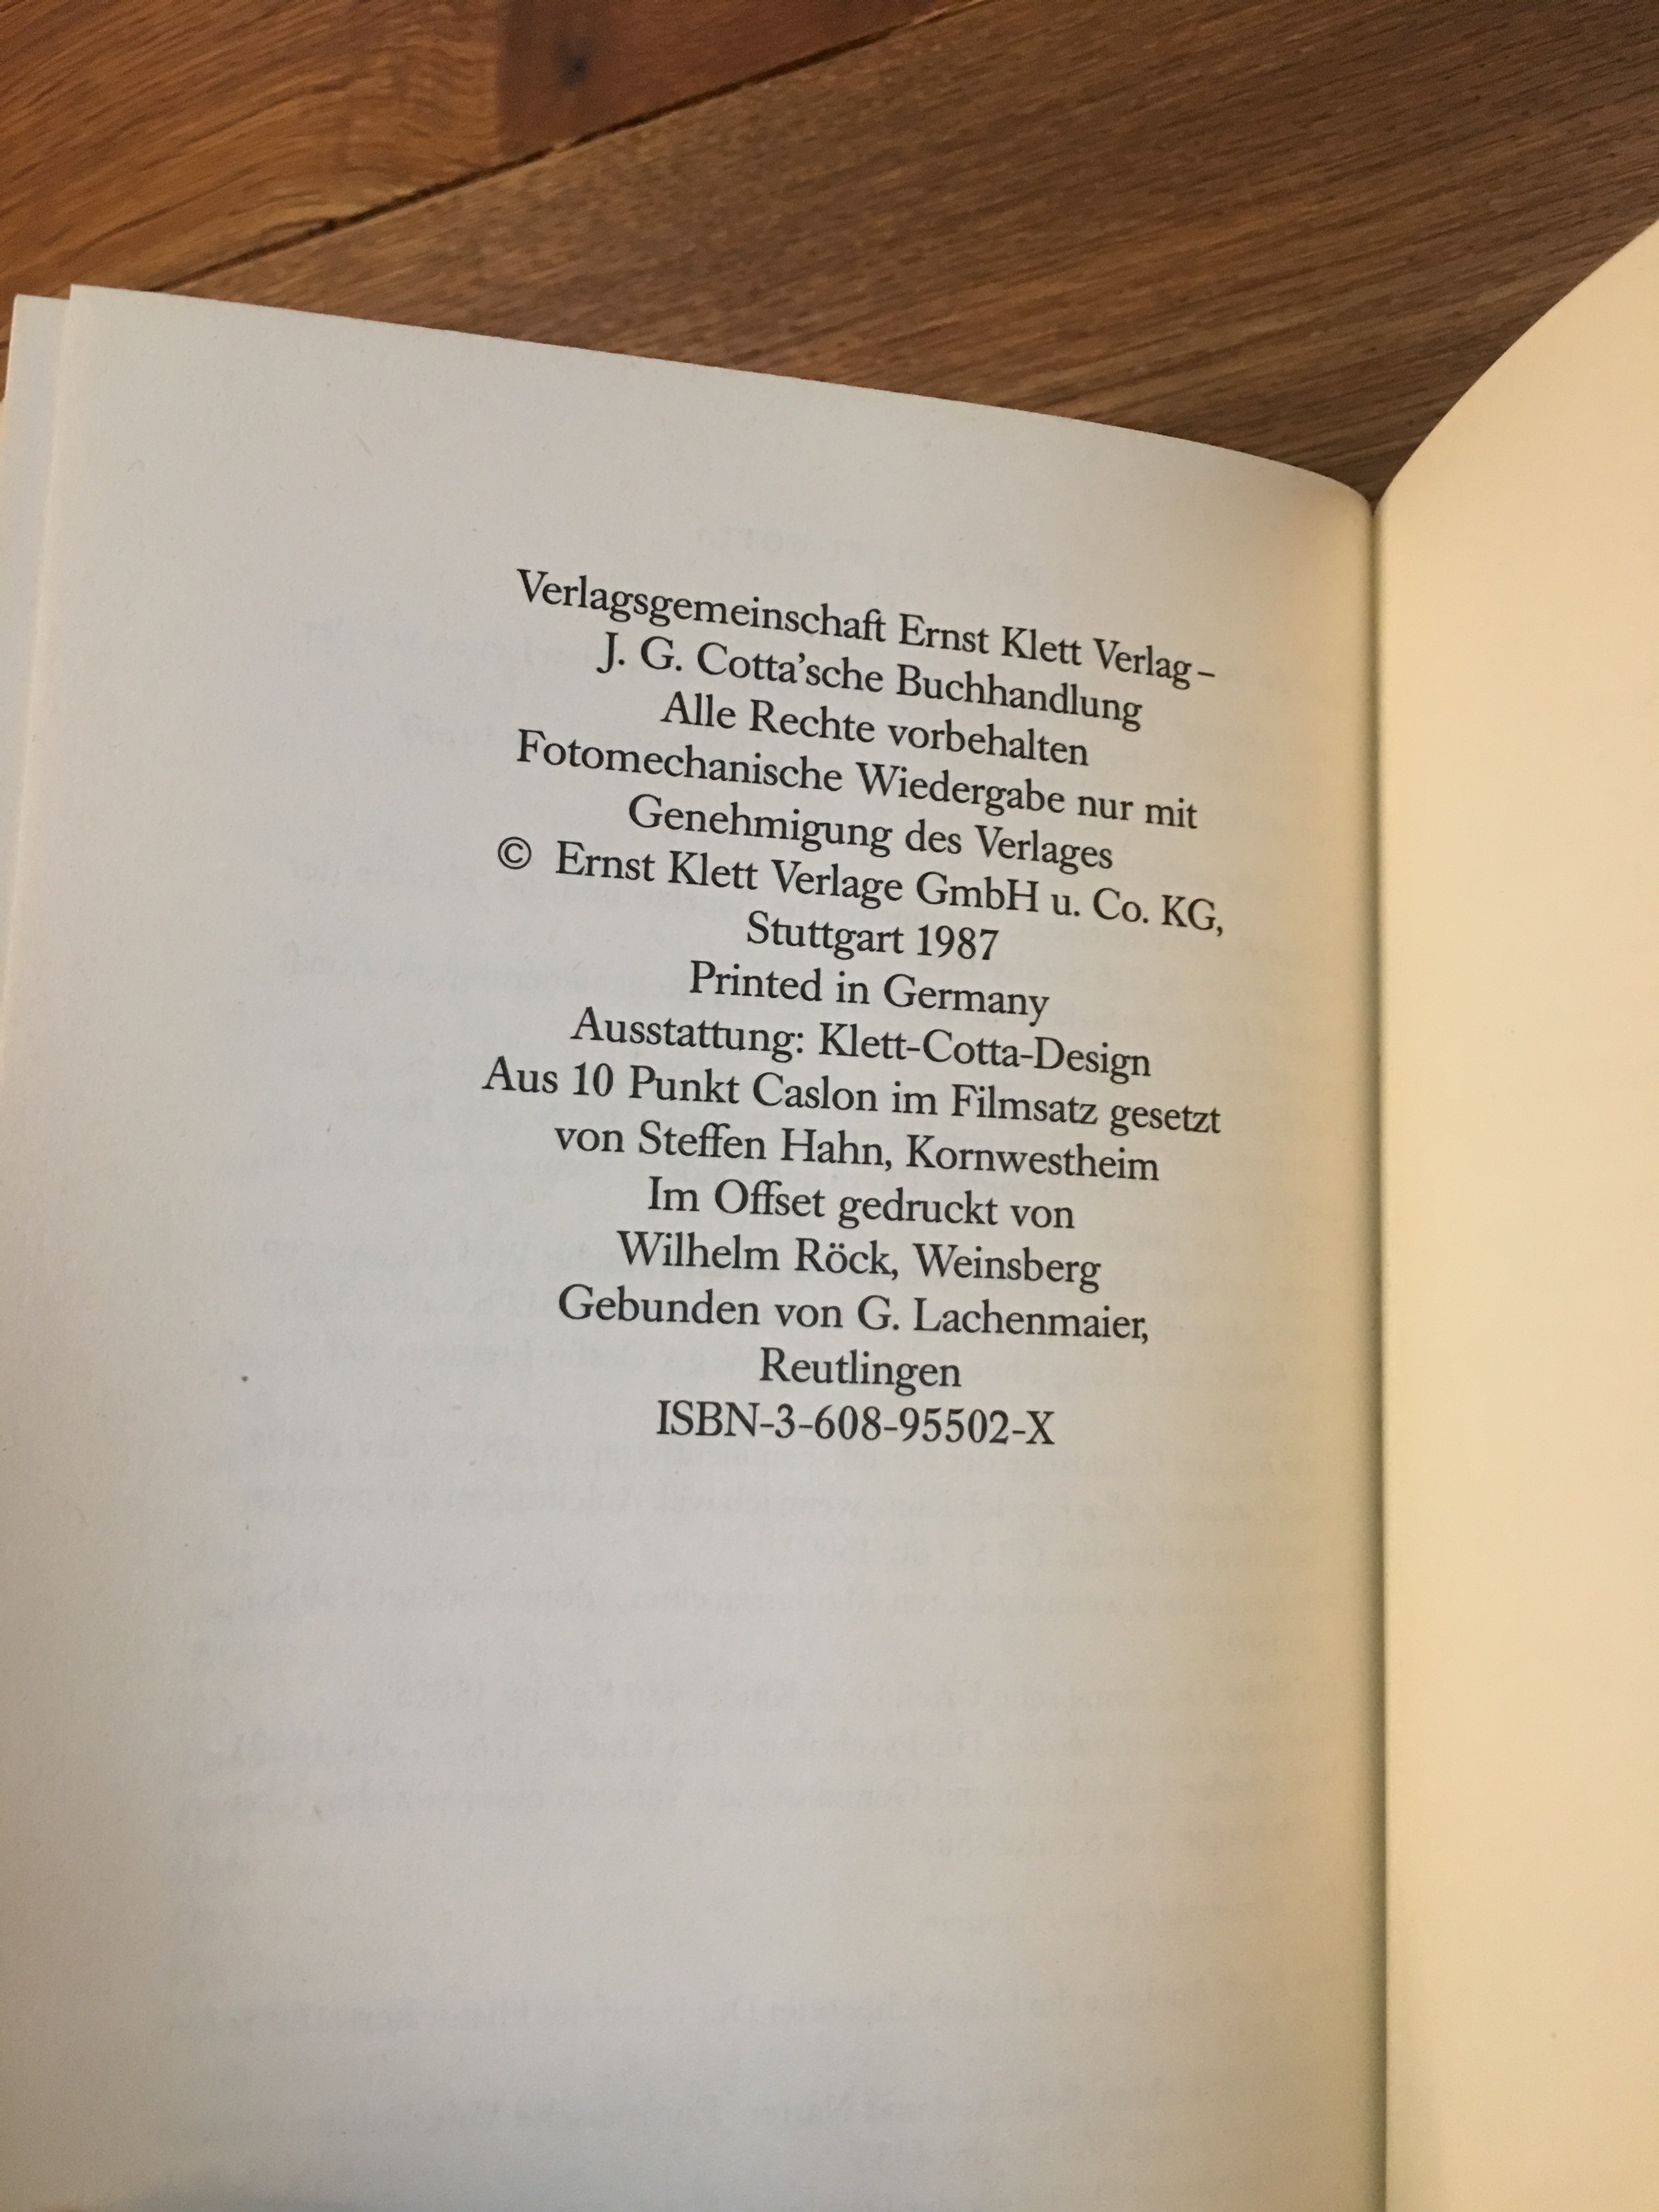 Verlagsgemeinschaft Ernst Klett Verlag –
J. G. Cotta’sche Buchhandlung
Alle Rechte vorbehalten
Fotomechanische Wiedergabe nur mit
Genehmigung des Verlages
© Ernst Klett Verlage GmbH u. Co. KG,
Stuttgart 1987
Printed in Germany
Ausstattung: Klett-Cotta-Design
Aus 10 Punkt Caslon im Filmsatz gesetzt
von Steffen Hahn, Kornwestheim
Im Offset gedruckt von
Wilhelm Röck, Weinsberg
Gebunden von G. Lachenmaier,
Reutlingen
ISBN-3-608-95502-X